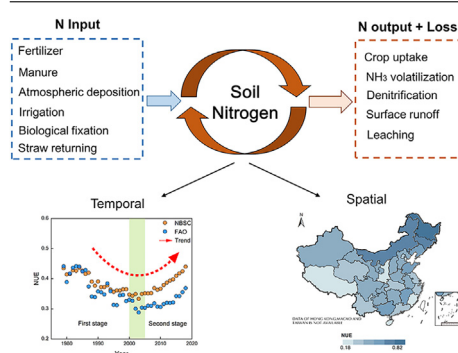 N Input
N output + Loss
Fertilizer
Manure
Atmospheric deposition
Irrigation
Biological fixation
Straw returning
Soil
Nitrogen
Crop uptake
NH₃ volatilization
Denitrification
Surface runoff
Leaching
Temporal
Spatial
0.6
0.5
0.4
0.3
0.2
NUE
NBSC
FAO
Trend
First stage
Second stage
1980
1990
2000
2010
2020
N
NUE
0.16
0.82